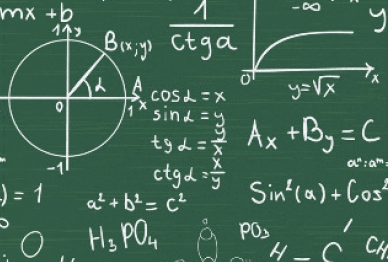 mx + b
1
y
B(x;y)
A
α
0
1
x
-1
1
ctgα
-∞
y
0
x
y=√x
cosα = x
sinα = y
tgα = y/x
Ax + By = C
ctgα = x/y
) = 1
a² + b² = c²
Sin²(a) + Cos²
H₃PO₄
PO₃
H - C